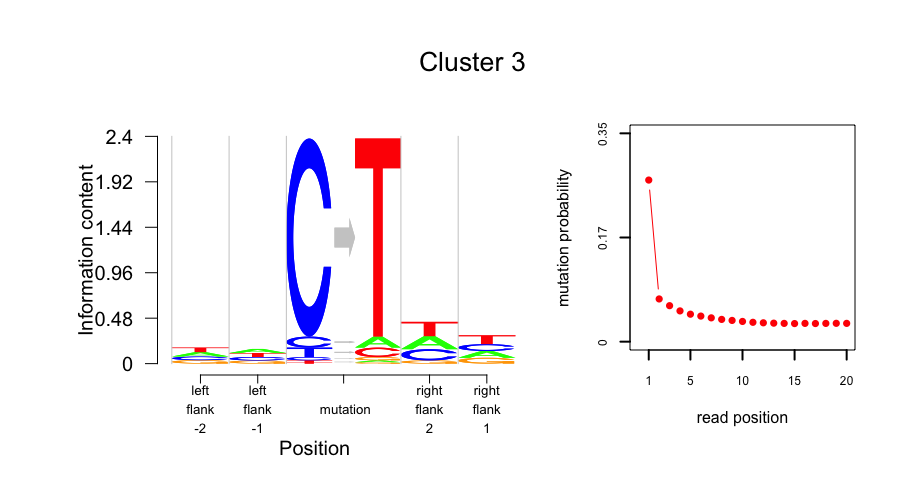 Cluster 3
Information content
2.4
1.92
1.44
0.96
0.48
0
C T
left flank -2
left flank -1
mutation
right flank 2
right flank 1
Position
mutation probability
0.35
0.17
0
1 5 10 15 20
read position